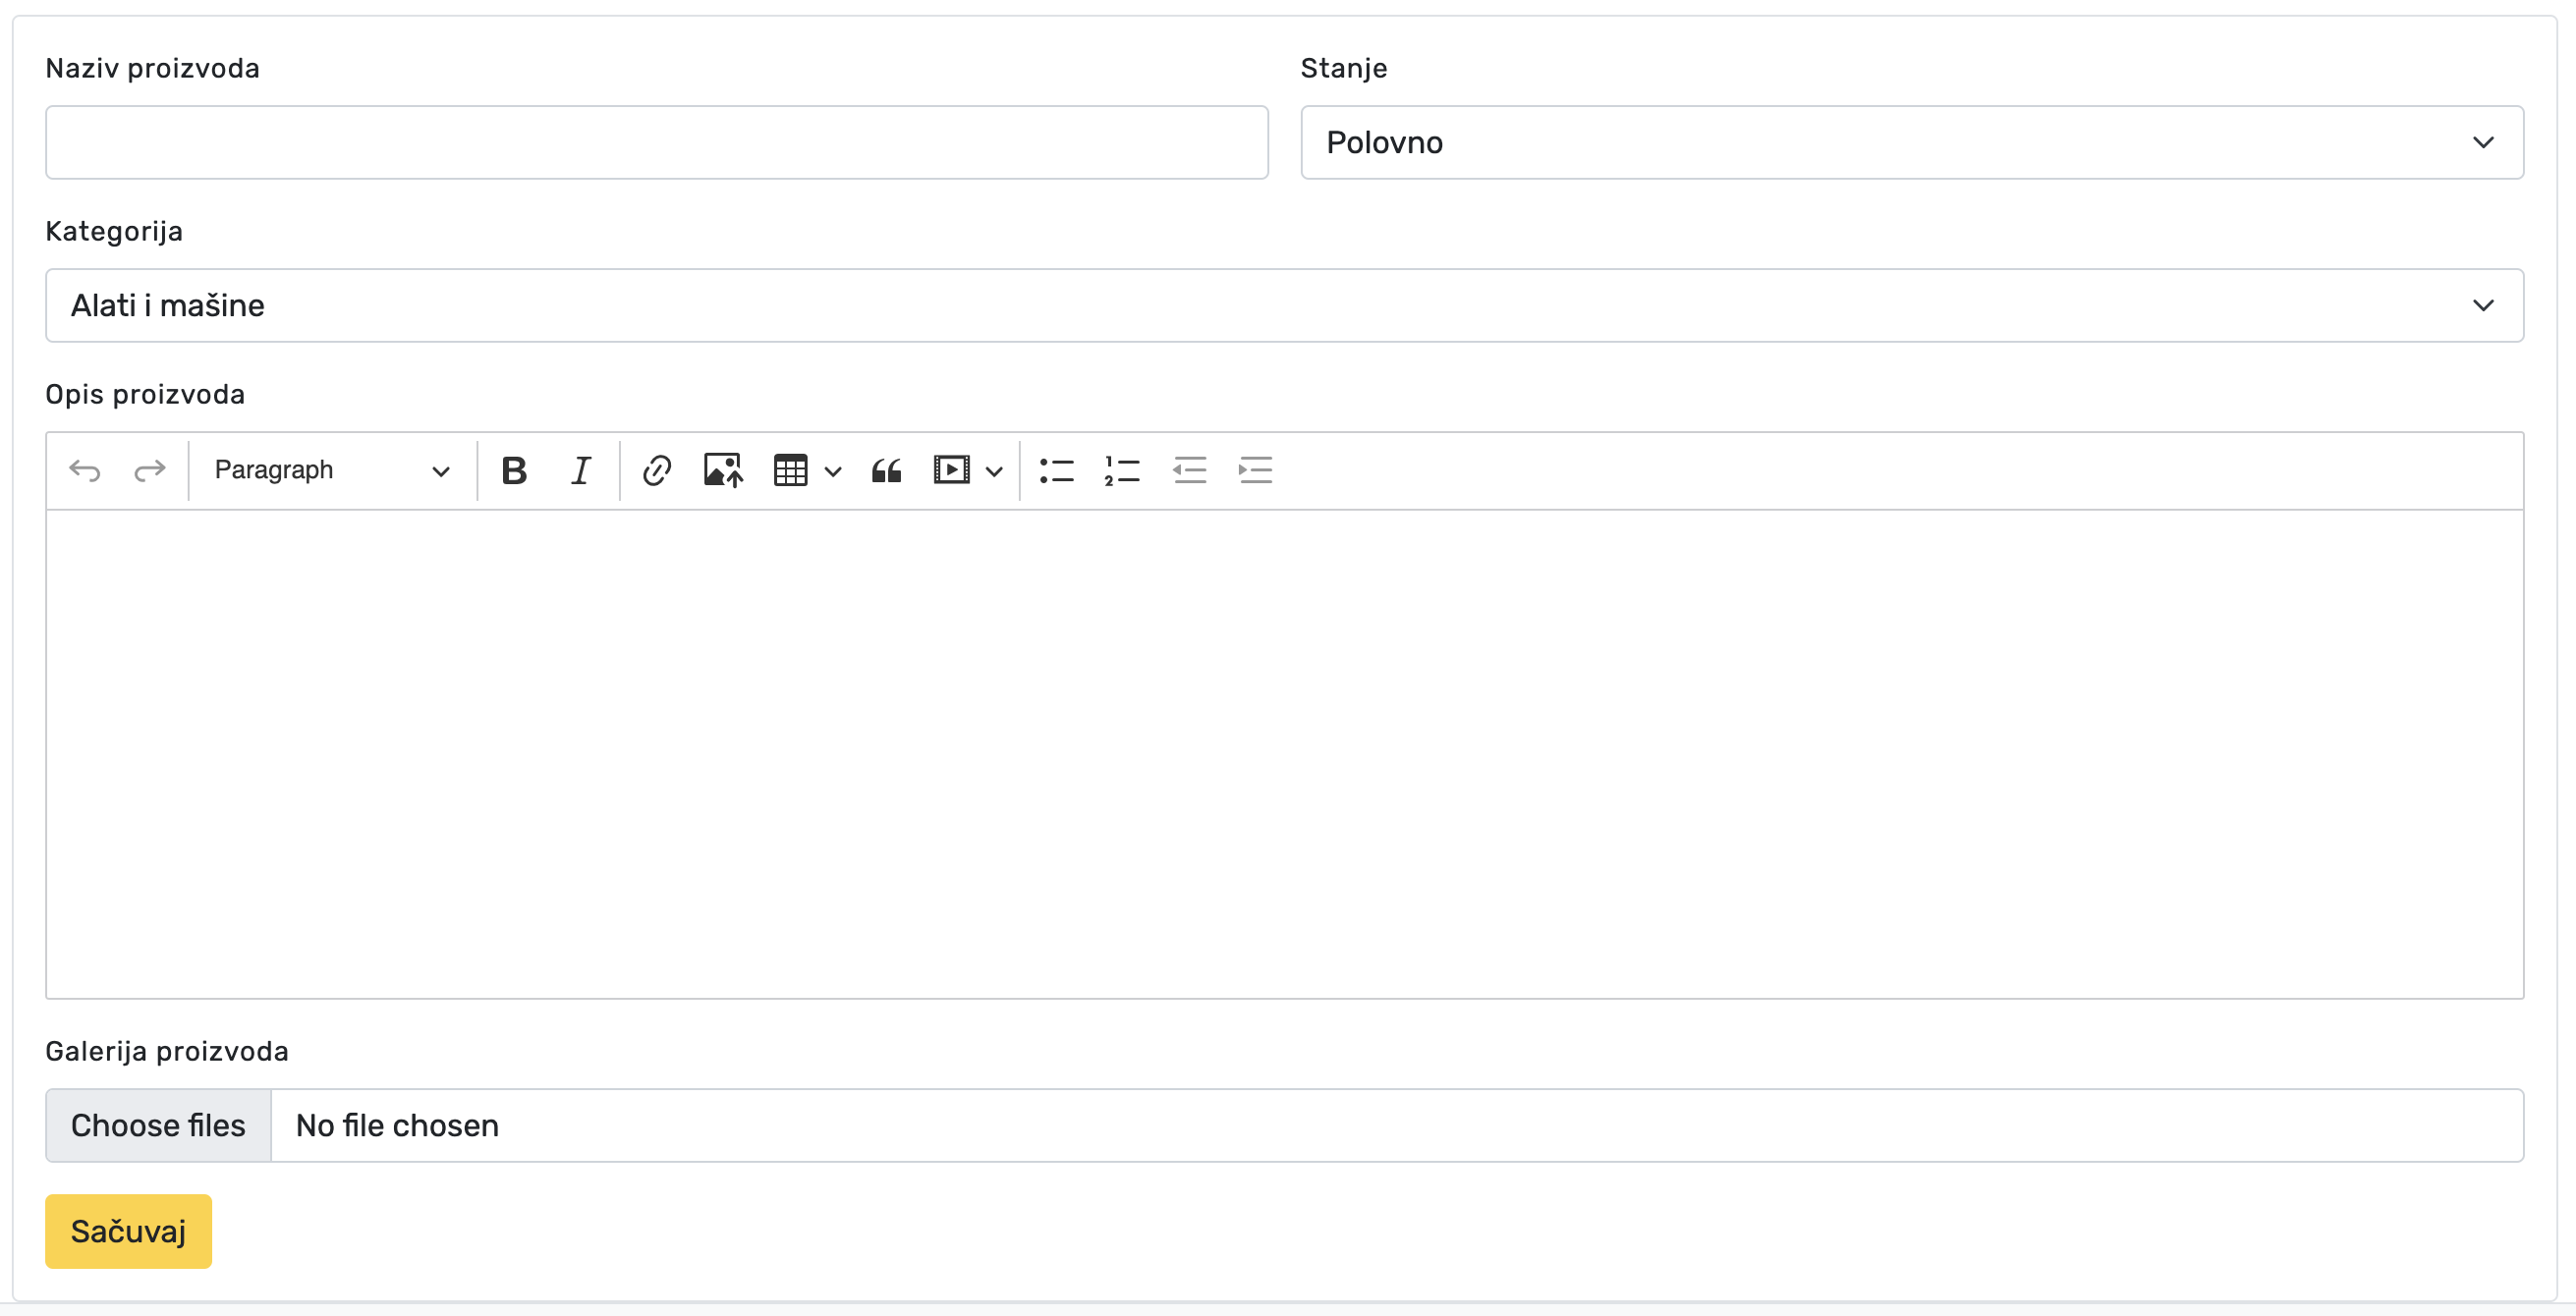 Naziv proizvoda
Stanje
Polovno
Kategorija
Alati i mašine
Opis proizvoda
Paragraph B I
Galerija proizvoda
Choose files No file chosen
Sačuvaj